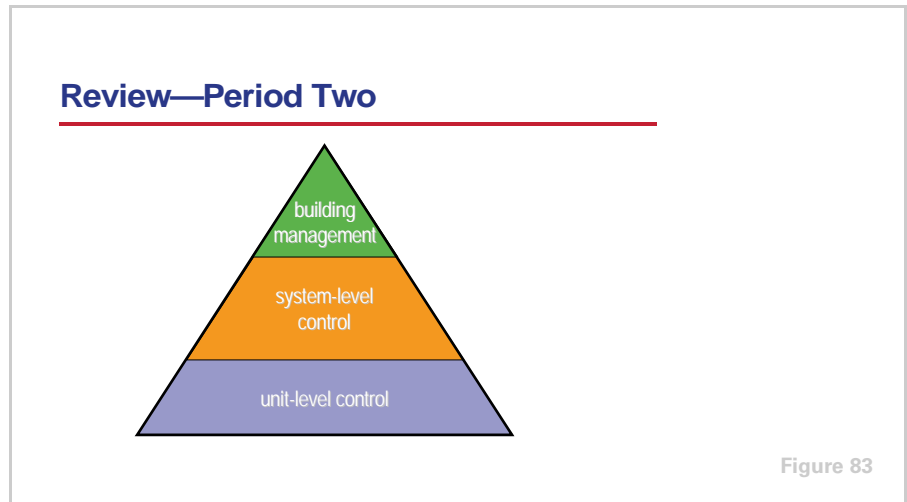 Review—Period Two
building
management
system-level
control
unit-level control
Figure 83